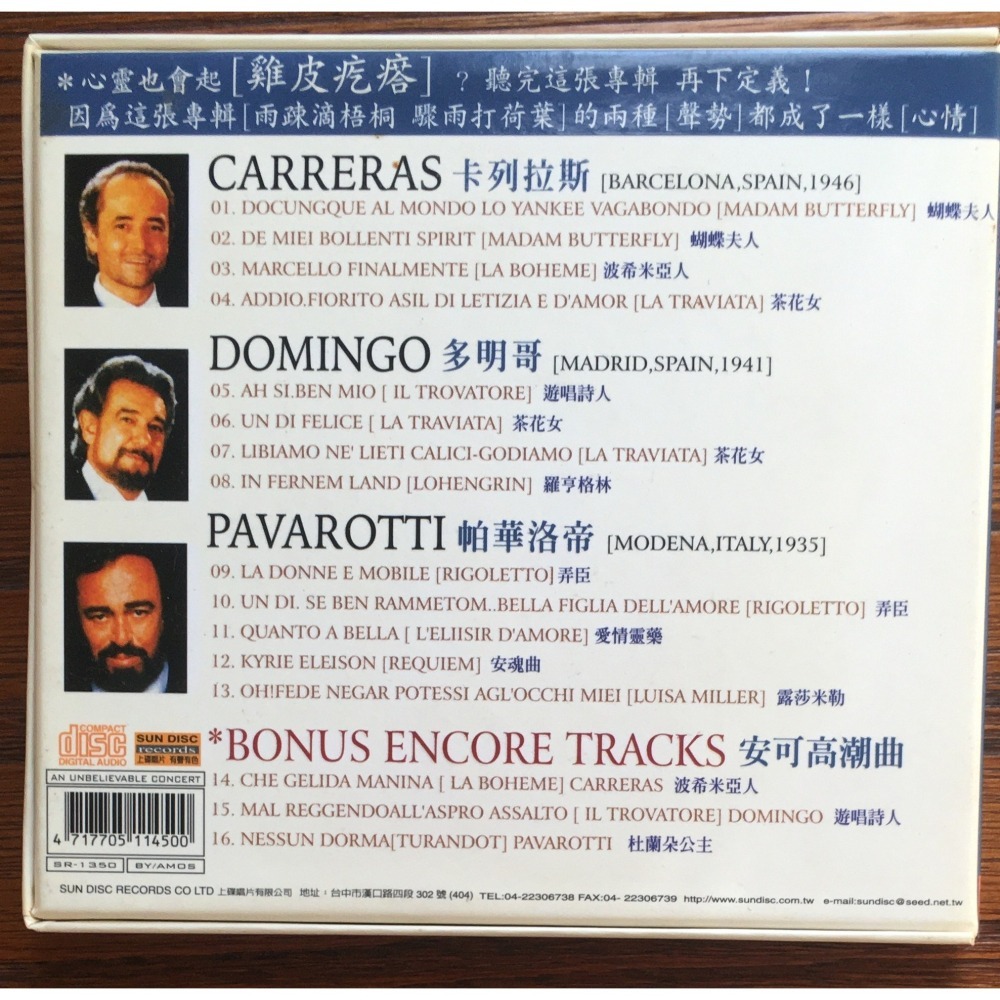 *心靈也會起[雞皮疙瘩]？聽完這張專輯 再下定義！
因爲這張專輯[雨疎滴梧桐 驟雨打荷葉]的兩種[聲勢]都成了一樣[心情]
CARRERAS 卡列拉斯 [BARCELONA,SPAIN,1946]
01. DOCUNGQUE AL MONDO LO YANKEE VAGABONDO [MADAM BUTTERFLY] 蝴蝶夫人
02. DE MIEI BOLLENTI SPIRIT [MADAM BUTTERFLY] 蝴蝶夫人
03. MARCELLO FINALMENTE [LA BOHEME] 波希米亞人
04. ADDIO.FIORITO ASIL DI LETIZIA E D'AMOR [LA TRAVIATA] 茶花女
DOMINGO 多明哥 [MADRID,SPAIN,1941]
05. AH SI.BEN MIO [ IL TROVATORE] 遊唱詩人
06. UN DI FELICE [ LA TRAVIATA] 茶花女
07. LIBIAMO NE' LIETI CALICI-GODIAMO [LA TRAVIATA] 茶花女
08. IN FERNEM LAND [LOHENGRIN] 羅亨格林
PAVAROTTI 帕華洛帝 [MODENA,ITALY,1935]
09. LA DONNE E MOBILE [RIGOLETTO] 弄臣
10. UN DI. SE BEN RAMMETOM..BELLA FIGLIA DELL'AMORE [RIGOLETTO] 弄臣
11. QUANTO A BELLA [ L'ELIISIR D'AMORE] 愛情靈藥
12. KYRIE ELEISON [REQUIEM] 安魂曲
13. OH!FEDE NEGAR POTESSI AGL'OCCHI MIEI [LUISA MILLER] 露莎米勒
COMPACT
disc
DIGITAL AUDIO
SUN DISC
records
上碟唱片 有聲有色
*BONUS ENCORE TRACKS 安可高潮曲
14. CHE GELIDA MANINA [ LA BOHEME] CARRERAS 波希米亞人
15. MAL REGGENDOALL'ASPRO ASSALTO [ IL TROVATORE] DOMINGO 遊唱詩人
16. NESSUN DORMA[TURANDOT] PAVAROTTI 杜蘭朵公主
AN UNBELIEVABLE CONCERT
4 717705 114500
SR-1350 BY/AMOS
SUN DISC RECORDS CO LTD 上碟唱片有限公司 地址：台中市漢口路四段 302 號 (404) TEL:04-22306738 FAX:04- 22306739 http://www.sundisc.com.tw e-mail:sundisc@seed.net.tw